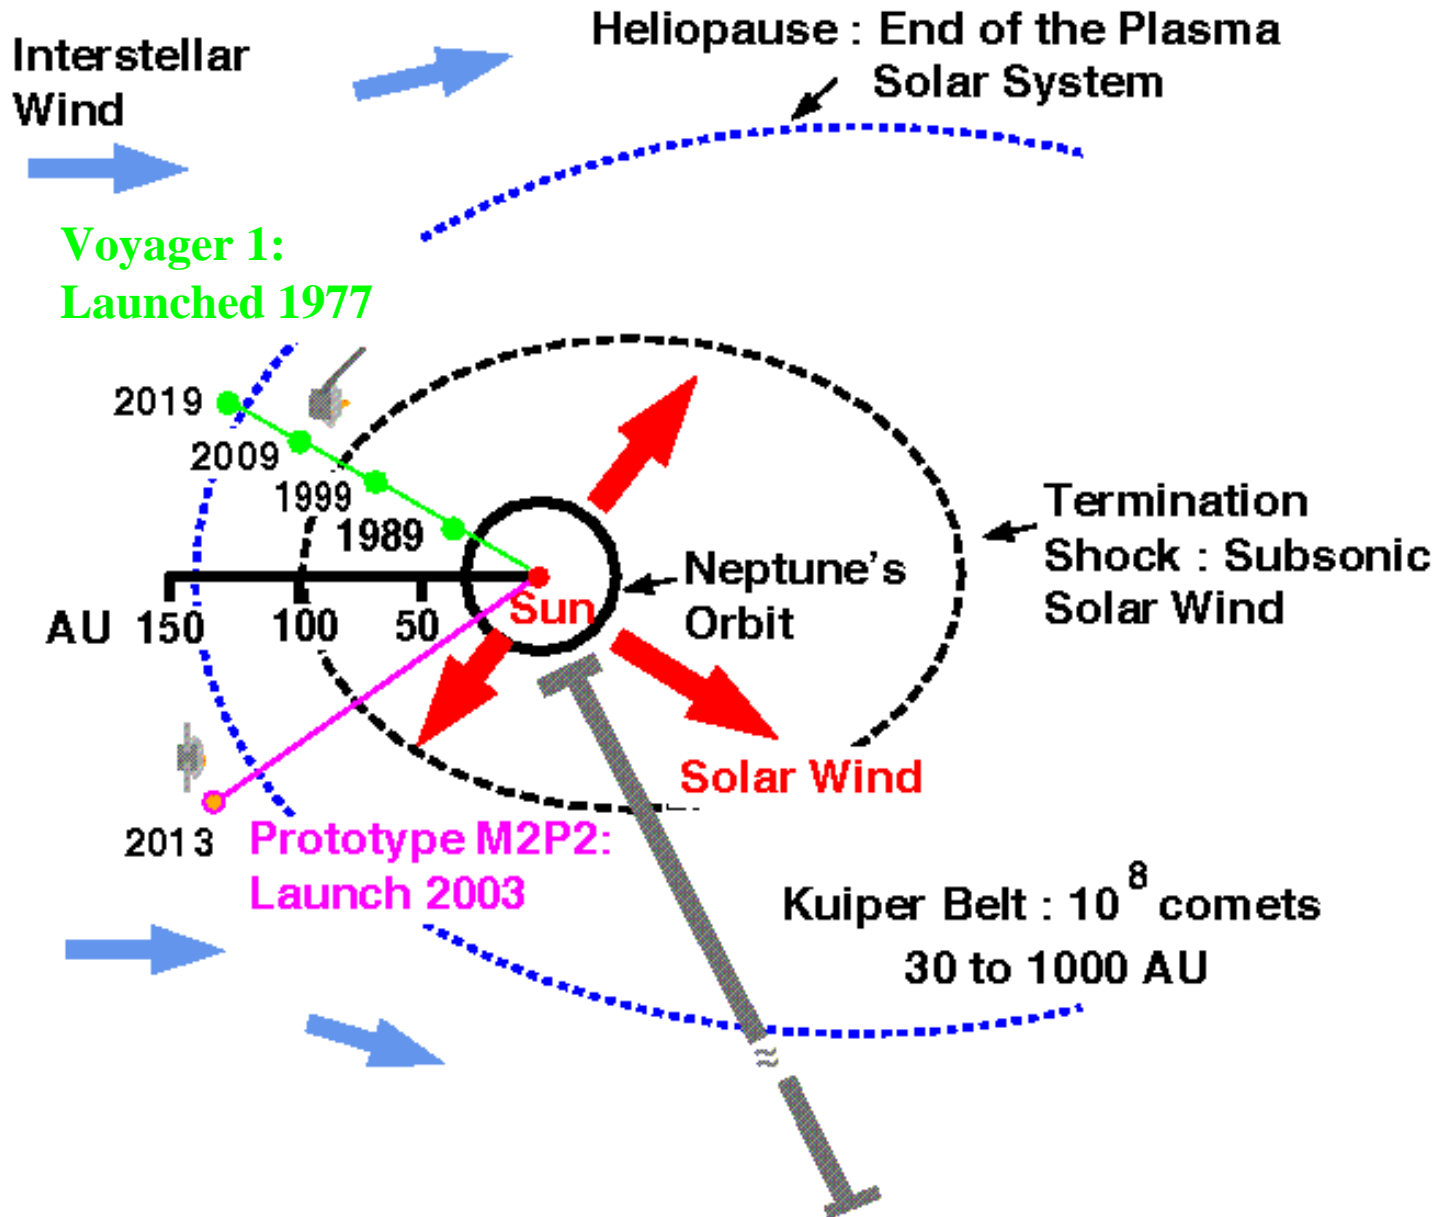 Interstellar
Wind
Heliopause : End of the Plasma
Solar System
Voyager 1:
Launched 1977
2019
2009
1999
1989
AU 150 100 50
Sun
Neptune's
Orbit
Termination
Shock : Subsonic
Solar Wind
Solar Wind
2013
Prototype M2P2:
Launch 2003
Kuiper Belt : 10⁸ comets
30 to 1000 AU